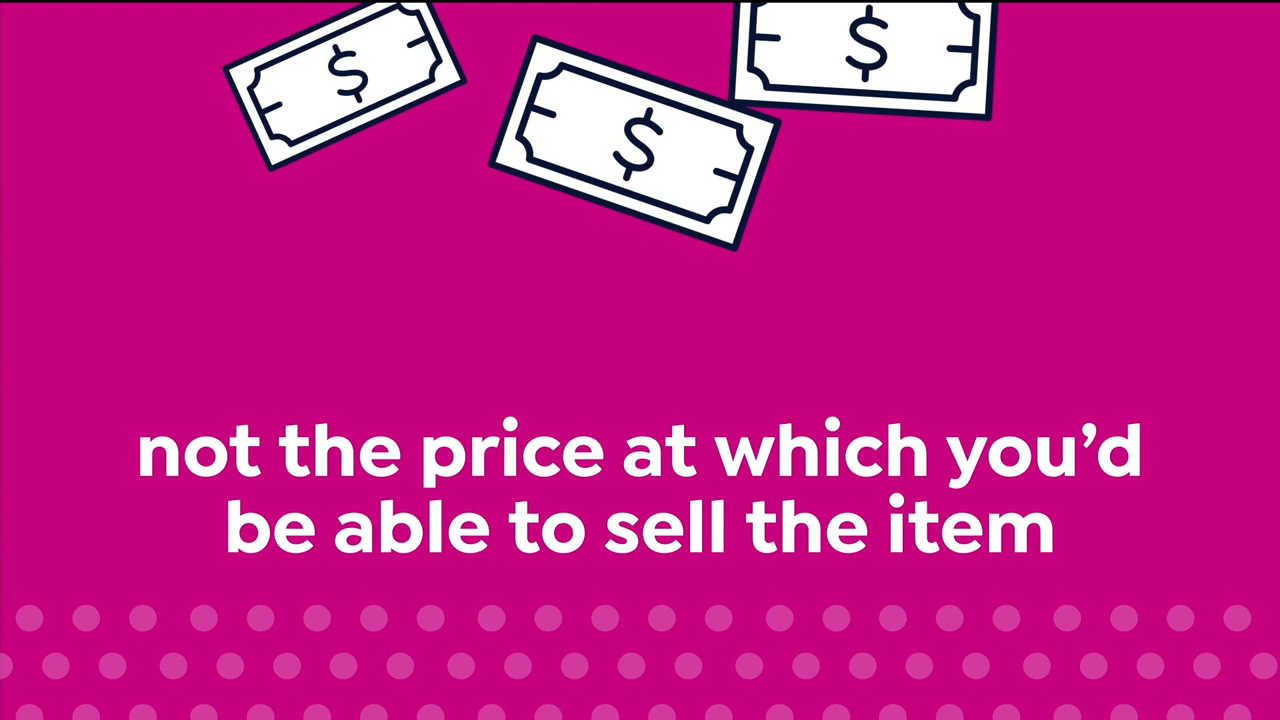 $
$
$
not the price at which you’d
be able to sell the item